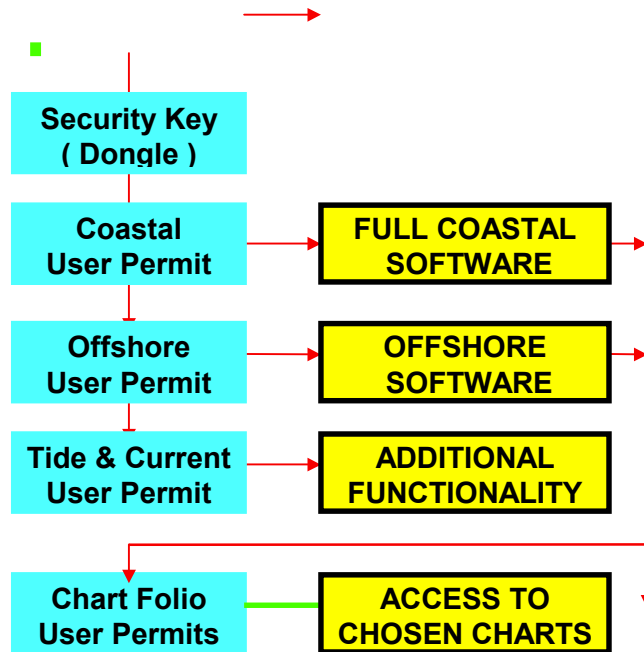 Security Key
( Dongle )
Coastal
User Permit
FULL COASTAL
SOFTWARE
Offshore
User Permit
OFFSHORE
SOFTWARE
Tide & Current
User Permit
ADDITIONAL
FUNCTIONALITY
Chart Folio
User Permits
ACCESS TO
CHOSEN CHARTS